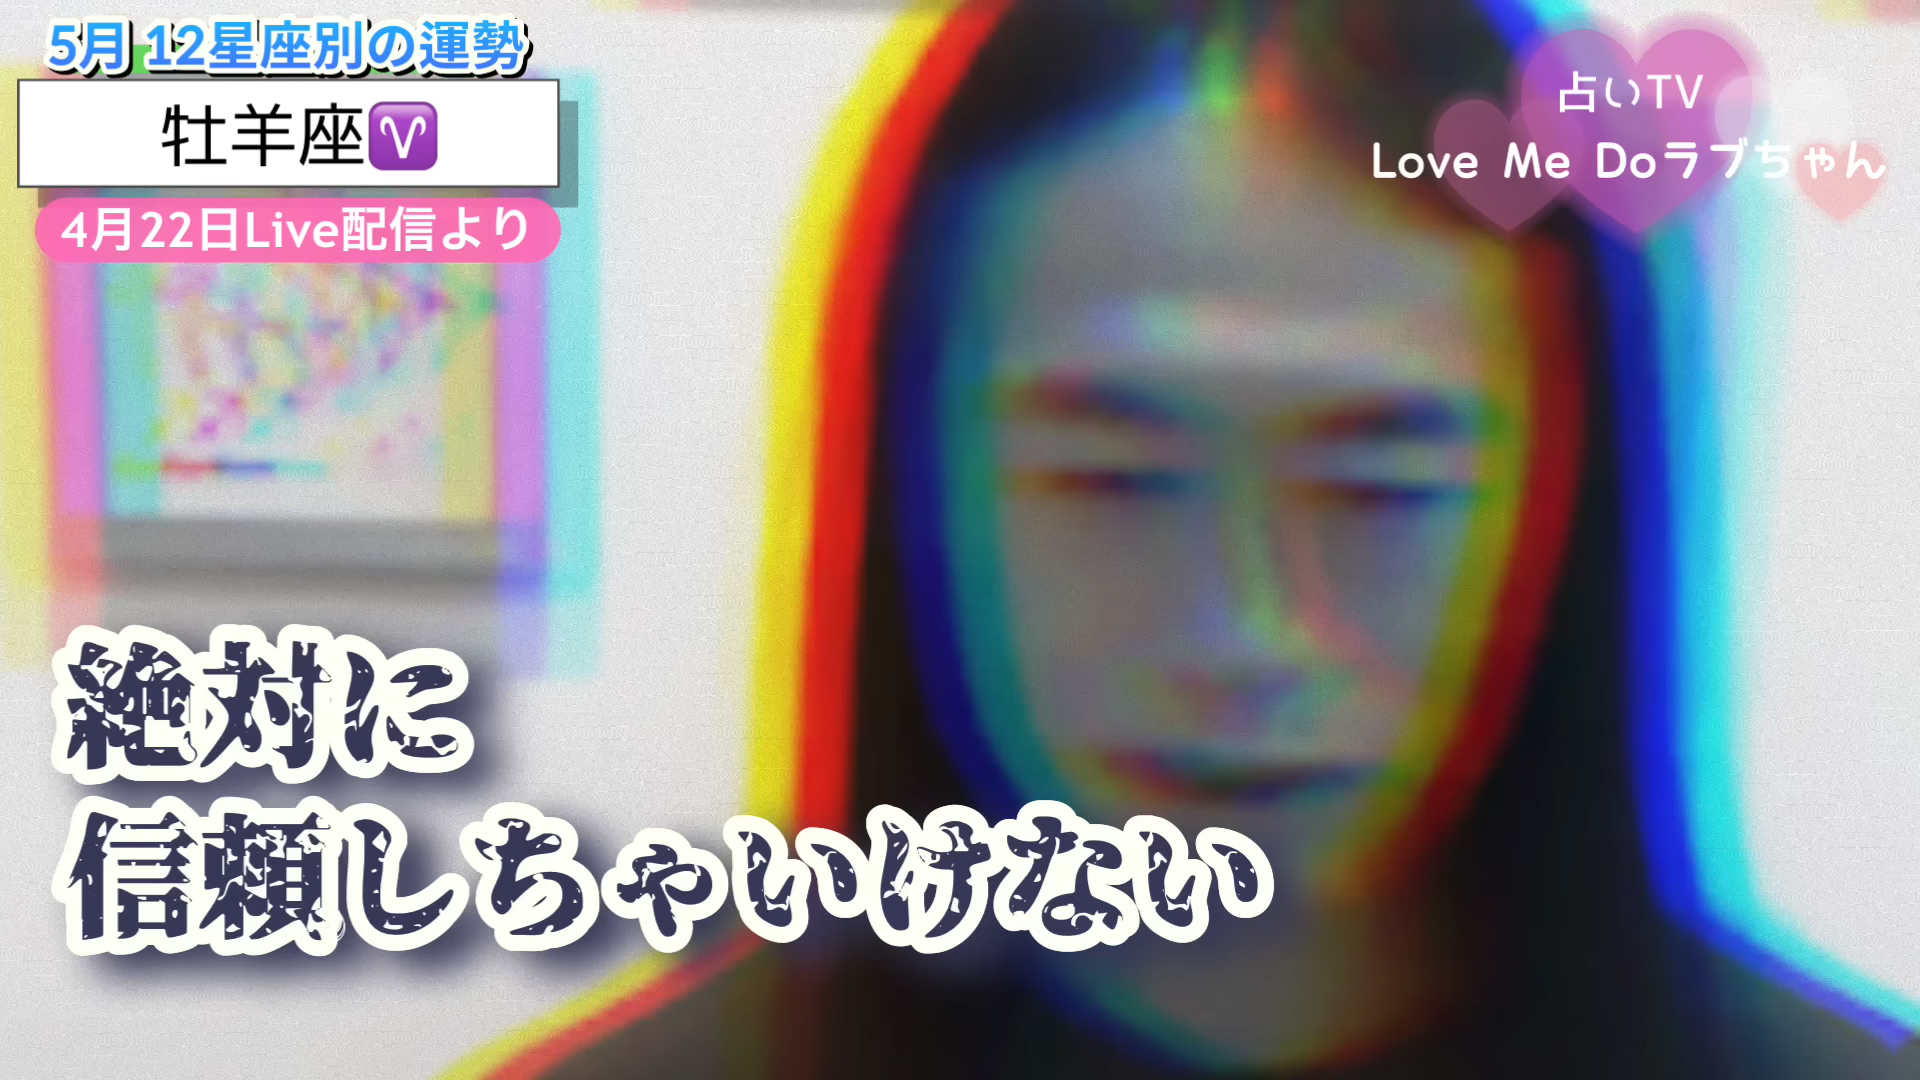 5月 12星座別の運勢
牡羊座♈
4月22日Live配信より
占いTV
Love Me Doラブちゃん
絶対に
信頼しちゃいけない